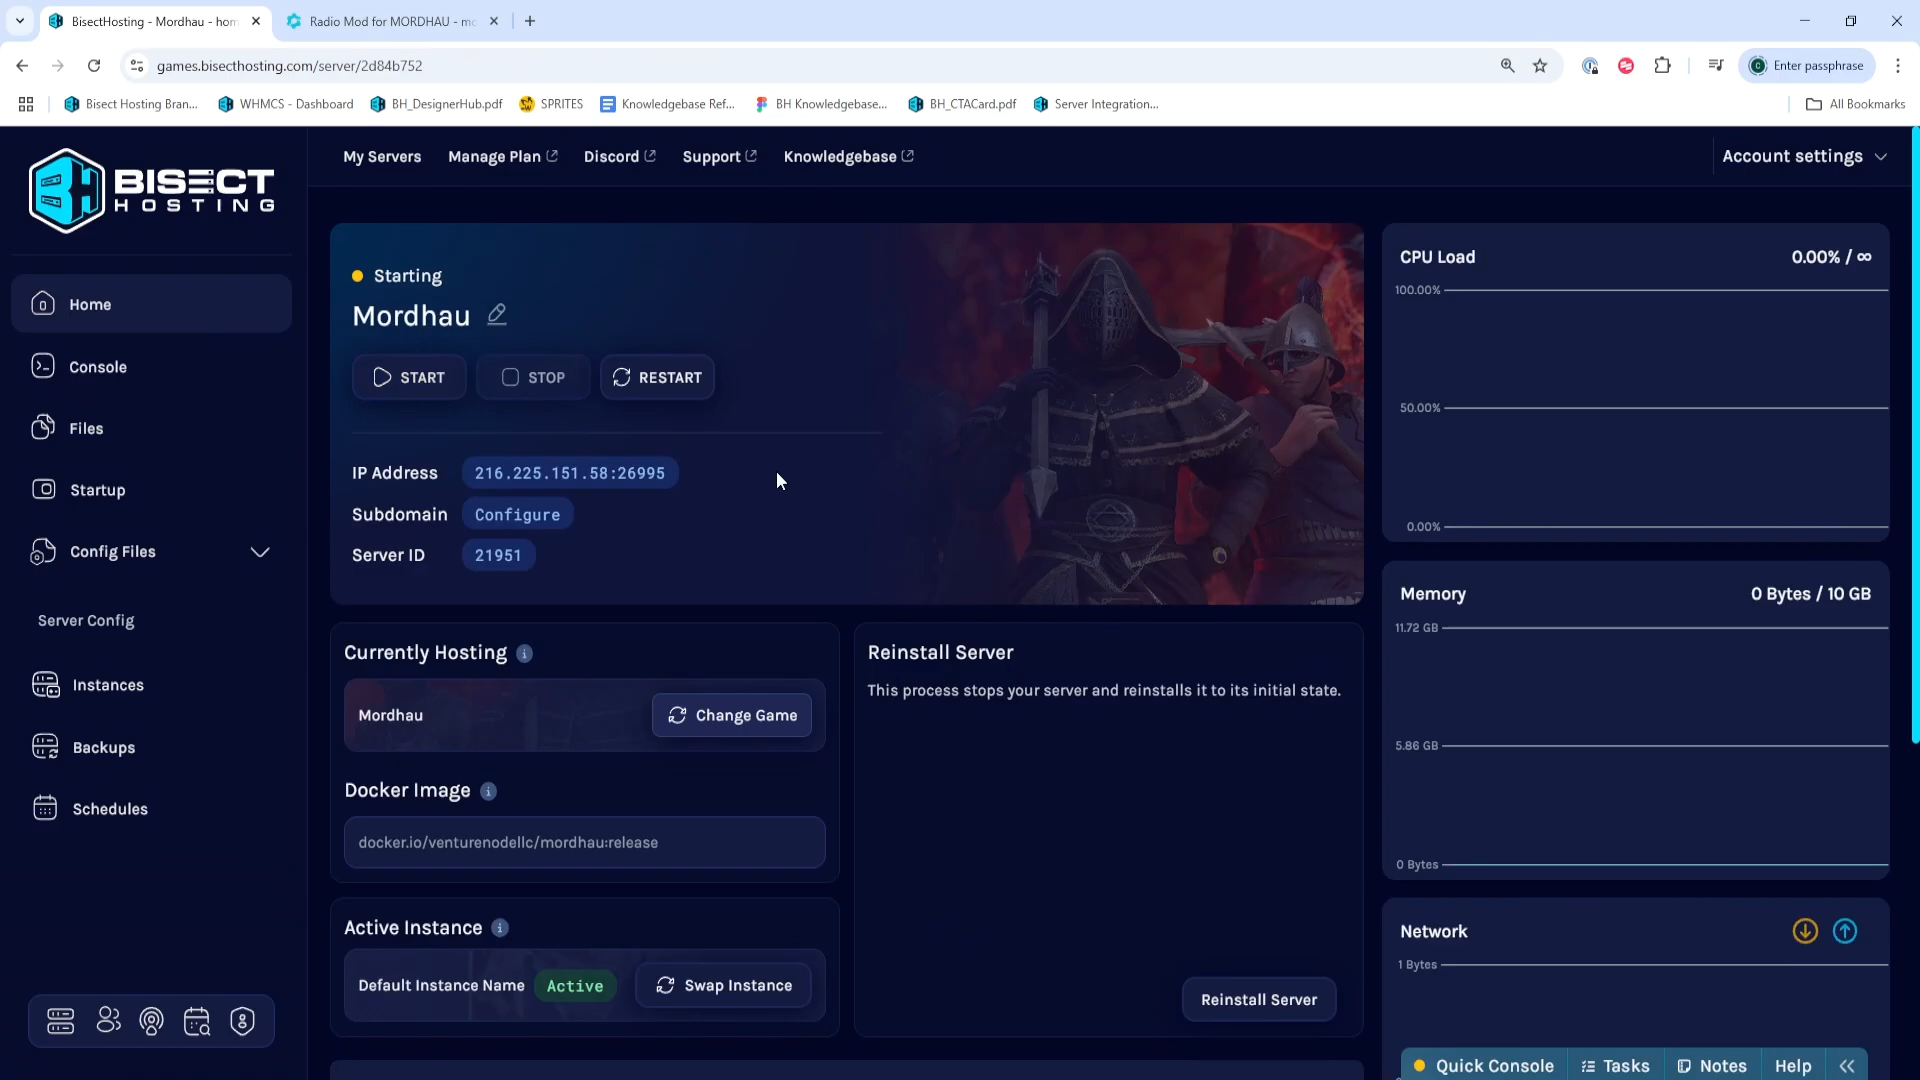 BisectHosting - Mordhau - hom
Radio Mod for MORDHAU - mo
games.bisecthosting.com/server/2d84b752
Enter passphrase
Bisect Hosting Bran...
WHMCS - Dashboard
BH_DesignerHub.pdf
SPRITES
Knowledgebase Ref...
BH Knowledgebase...
BH_CTACard.pdf
Server Integration...
All Bookmarks
BISECT
HOSTING
My Servers
Manage Plan
Discord
Support
Knowledgebase
Account settings
Home
Console
Files
Startup
Config Files
Server Config
Instances
Backups
Schedules
Starting
Mordhau
START
STOP
RESTART
IP Address
216.225.151.58:26995
Subdomain
Configure
Server ID
21951
Currently Hosting
Mordhau
Change Game
Docker Image
docker.io/venturenodellc/mordhau:release
Active Instance
Default Instance Name
Active
Swap Instance
Reinstall Server
This process stops your server and reinstalls it to its initial state.
Reinstall Server
CPU Load
0.00% / ∞
100.00%
50.00%
0.00%
Memory
0 Bytes / 10 GB
11.72 GB
5.86 GB
0 Bytes
Network
1 Bytes
Quick Console
Tasks
Notes
Help